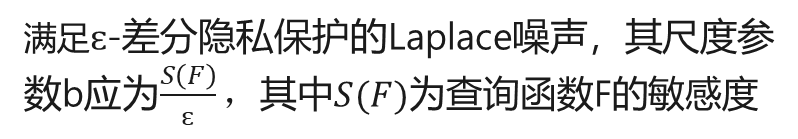 满足ε-差分隐私保护的Laplace噪声，其尺度参
数b应为$\frac{S(F)}{ε}$，其中$S(F)$为查询函数F的敏感度